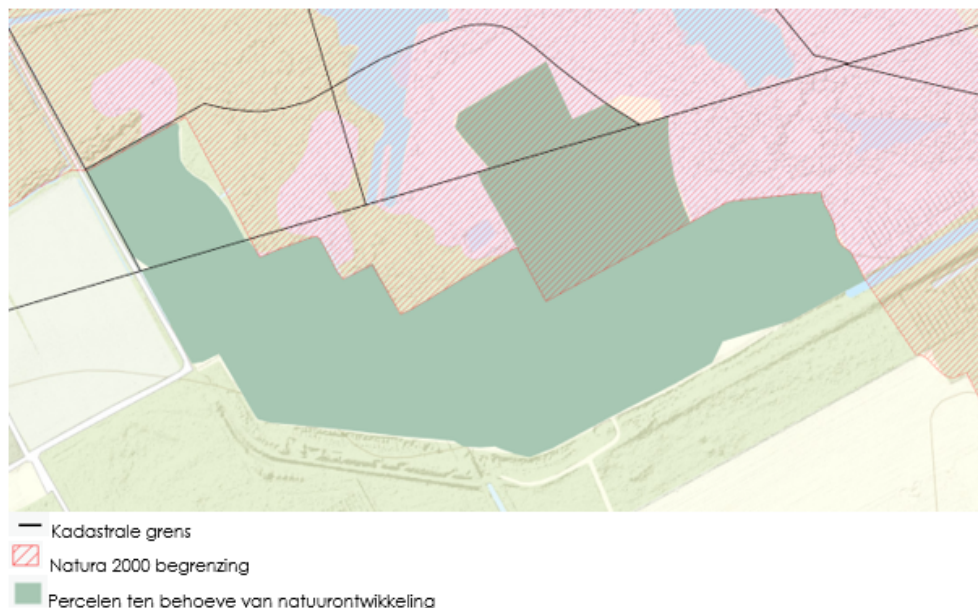 Kadastrale grens
Natura 2000 begrenzing
Percelen ten behoeve van natuurontwikkeling